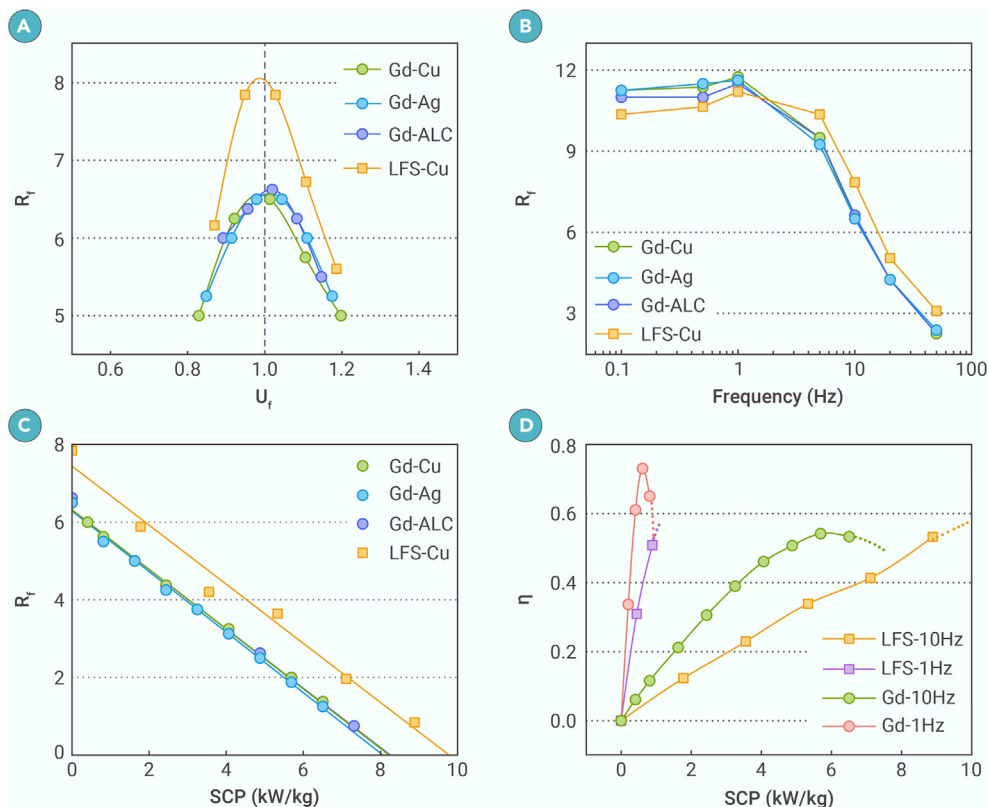 A
R_f
8
7
6
5
Gd-Cu
Gd-Ag
Gd-ALC
LFS-Cu
0.6 0.8 1.0 1.2 1.4
U_f
B
R_f
12
9
6
3
Gd-Cu
Gd-Ag
Gd-ALC
LFS-Cu
0.1 1 10 100
Frequency (Hz)
C
R_f
8
6
4
2
0
Gd-Cu
Gd-Ag
Gd-ALC
LFS-Cu
0 2 4 6 8 10
SCP (kW/kg)
D
η
0.8
0.6
0.4
0.2
0.0
LFS-10Hz
LFS-1Hz
Gd-10Hz
Gd-1Hz
0 2 4 6 8 10
SCP (kW/kg)